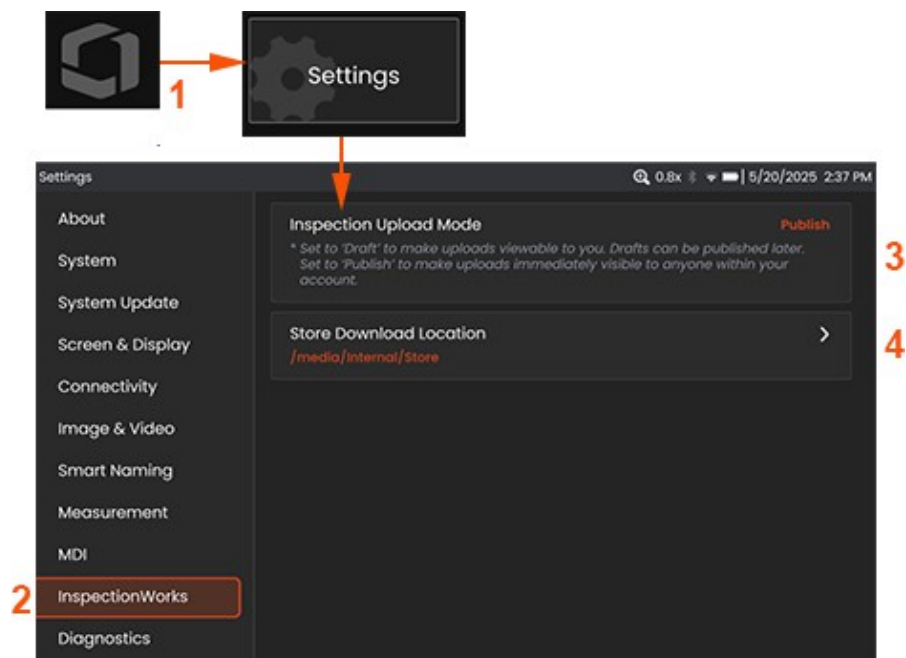 1
Settings
Settings
0.8x 5/20/2025 2:37 PM
About
System
System Update
Screen & Display
Connectivity
Image & Video
Smart Naming
Measurement
MDI
2
InspectionWorks
Diagnostics
Inspection Upload Mode
Publish
* Set to 'Draft' to make uploads viewable to you. Drafts can be published later.
Set to 'Publish' to make uploads immediately visible to anyone within your
account.
3
Store Download Location
/media/Internal/Store
4